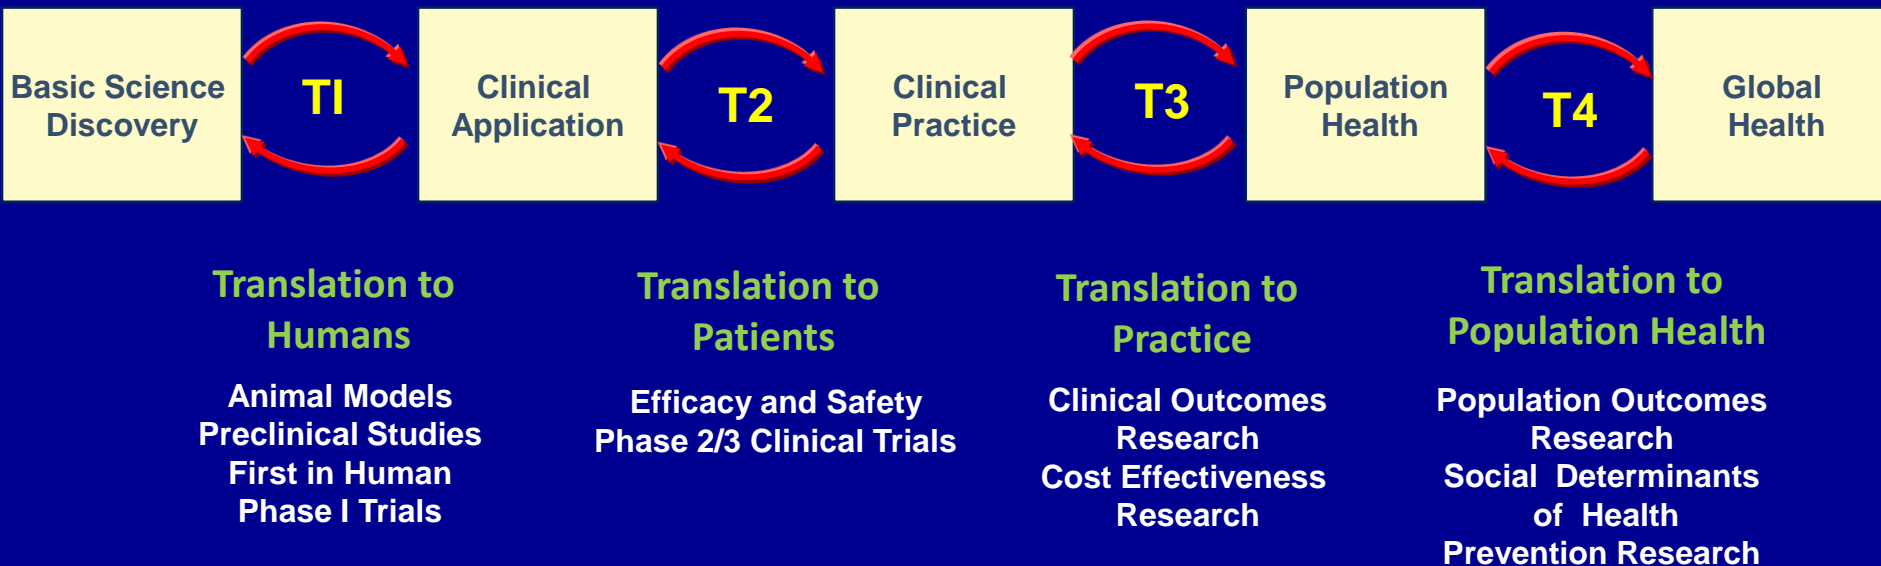 Basic Science
Discovery
TI
Clinical
Application
T2
Clinical
Practice
T3
Population
Health
T4
Global
Health
Translation to
Humans
Animal Models
Preclinical Studies
First in Human
Phase I Trials
Translation to
Patients
Efficacy and Safety
Phase 2/3 Clinical Trials
Translation to
Practice
Clinical Outcomes
Research
Cost Effectiveness
Research
Translation to
Population Health
Population Outcomes
Research
Social Determinants
of Health
Prevention Research